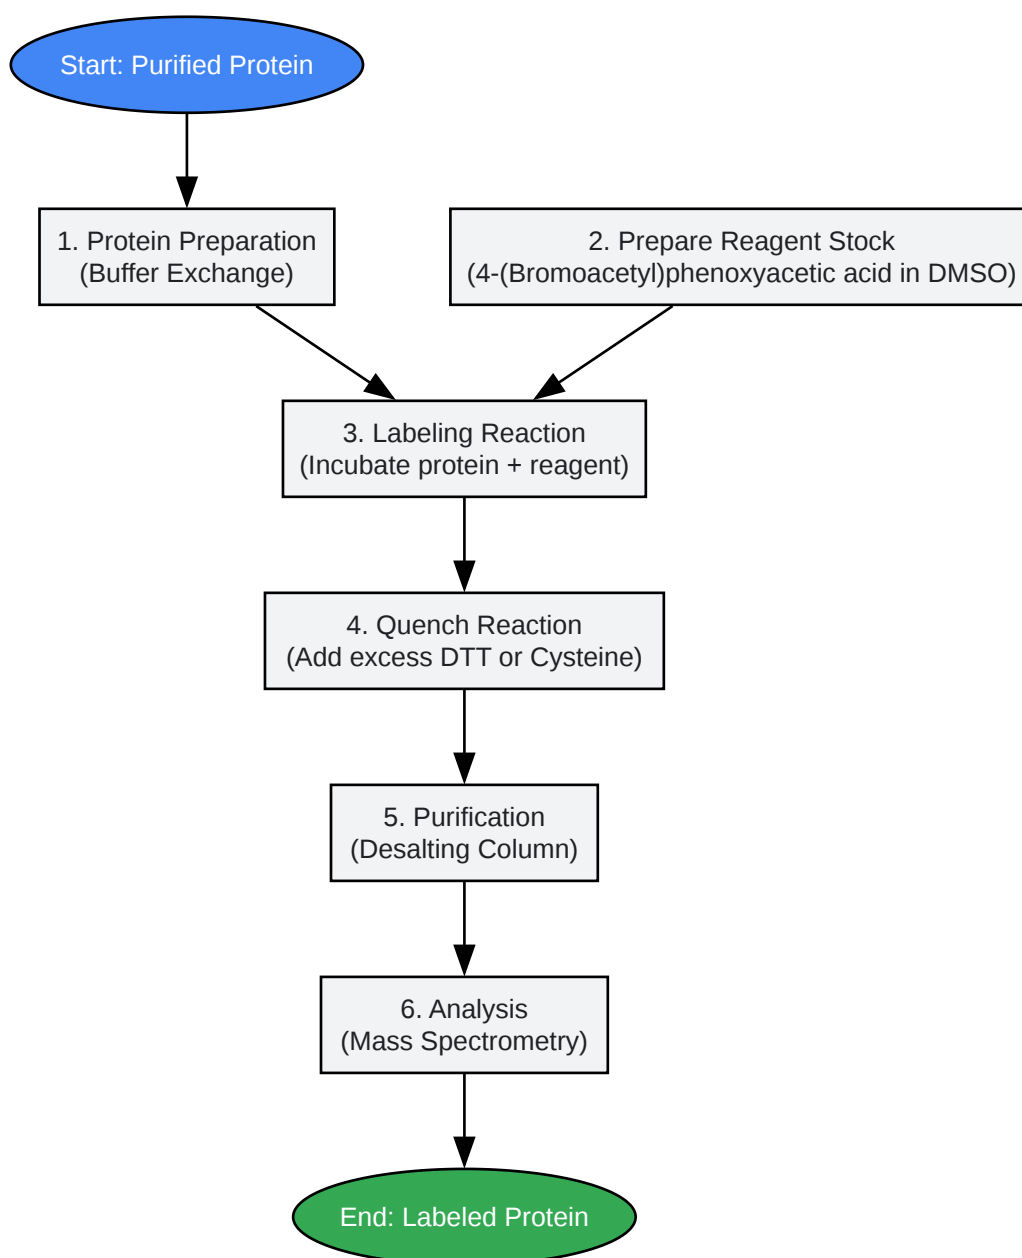 Start: Purified Protein
1. Protein Preparation
(Buffer Exchange)
2. Prepare Reagent Stock
(4-(Bromoacetyl)phenoxyacetic acid in DMSO)
3. Labeling Reaction
(Incubate protein + reagent)
4. Quench Reaction
(Add excess DTT or Cysteine)
5. Purification
(Desalting Column)
6. Analysis
(Mass Spectrometry)
End: Labeled Protein